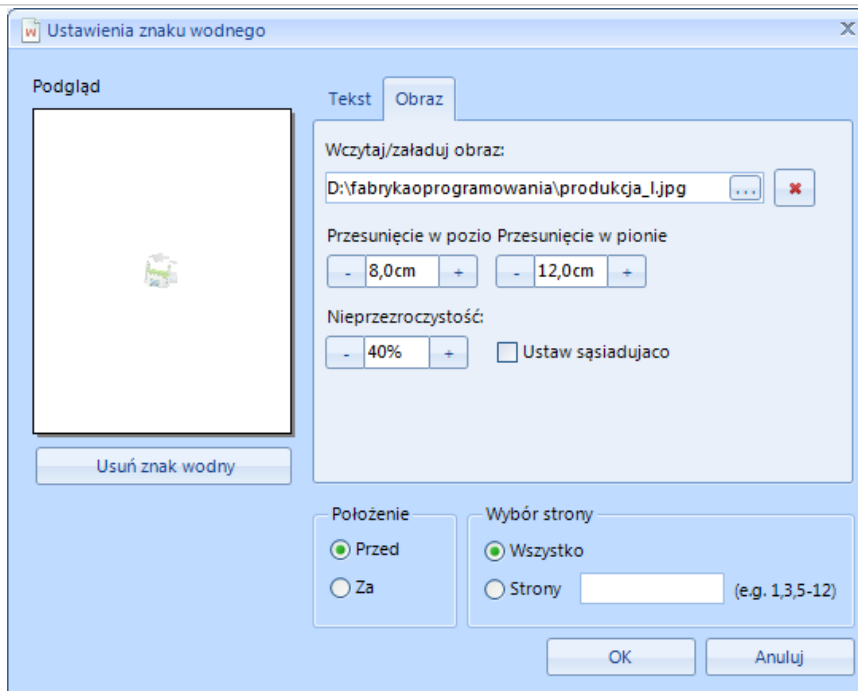 Ustawienia znaku wodnego
Podgląd
Tekst Obraz
Wczytaj/załaduj obraz:
D:\fabrykaoprogramowania\produkcja_l.jpg ...
Przesunięcie w pozio Przesunięcie w pionie
- 8,0cm + - 12,0cm +
Nieprzezroczystość:
- 40% + Ustaw sąsiadujaco
Usuń znak wodny
Położenie
Przed
Za
Wybór strony
Wszystko
Strony (e.g. 1,3,5-12)
OK Anuluj